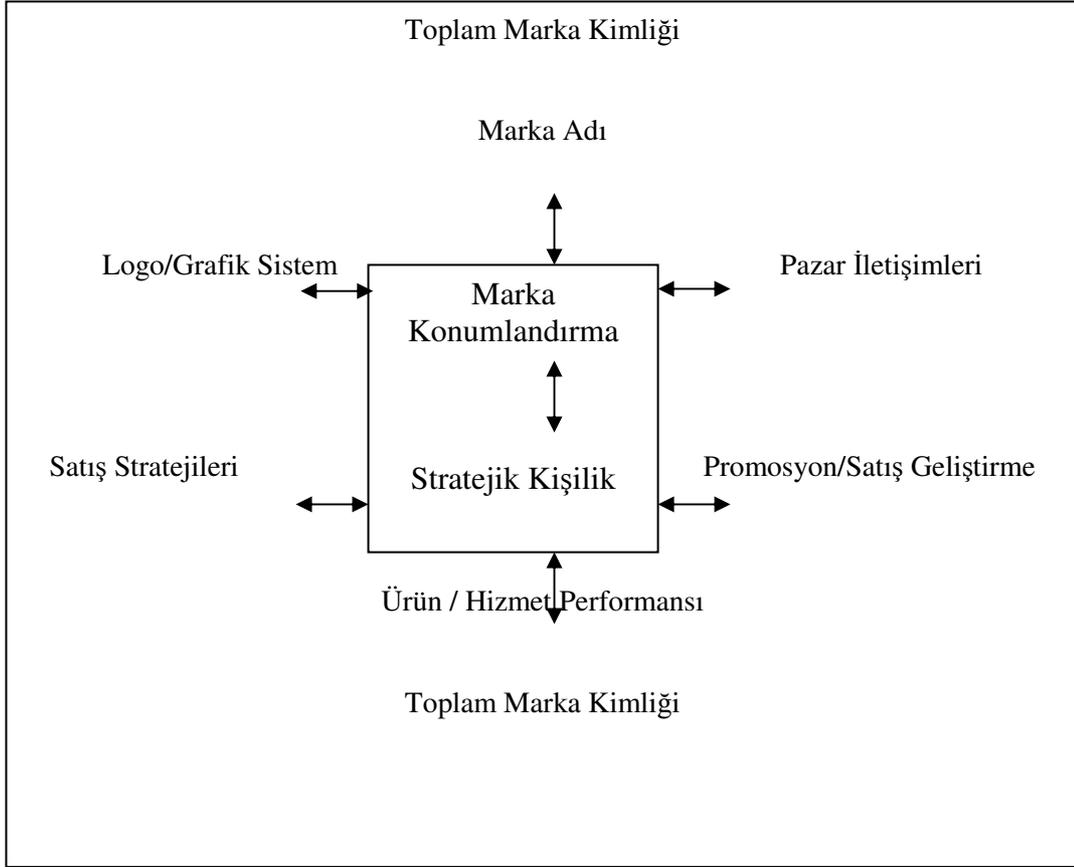 Toplam Marka Kimliği
Marka Adı
Logo/Grafik Sistem
Pazar İletişimleri
Marka
Konumlandırma
Satış Stratejileri
Stratejik Kişilik
Promosyon/Satış Geliştirme
Ürün / Hizmet Performansı
Toplam Marka Kimliği